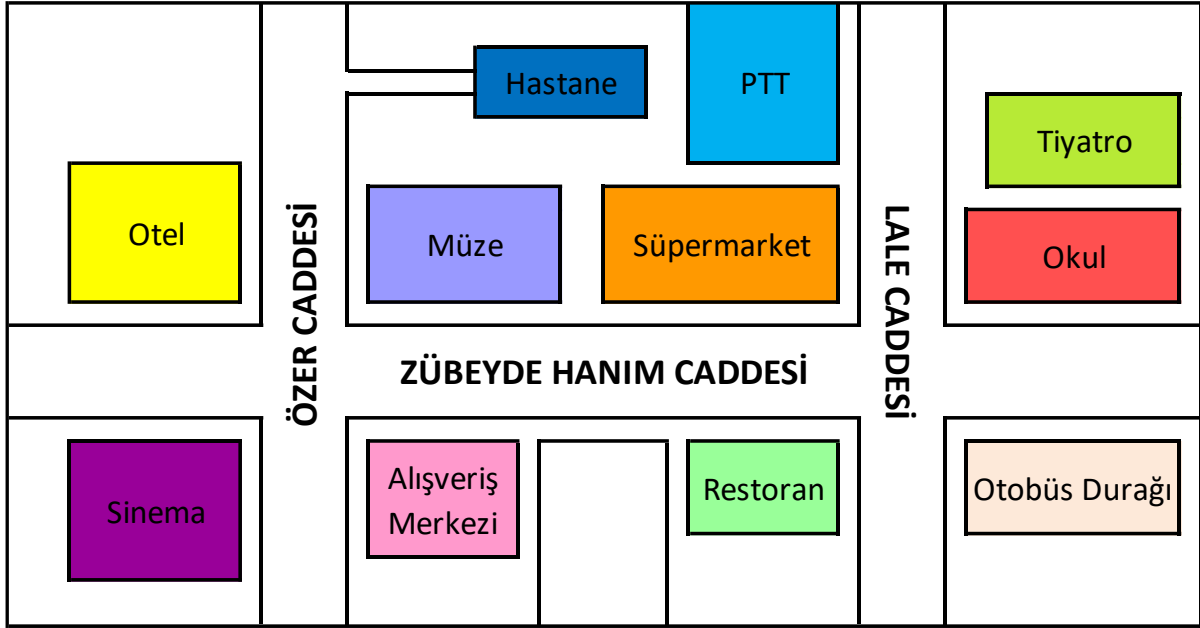 Hastane
PTT
Tiyatro
Otel
Müze
Süpermarket
Okul
ÖZER CADDESİ
LALE CADDESİ
ZÜBEYDE HANIM CADDESİ
Sinema
Alışveriş
Merkezi
Restoran
Otobüs Durağı